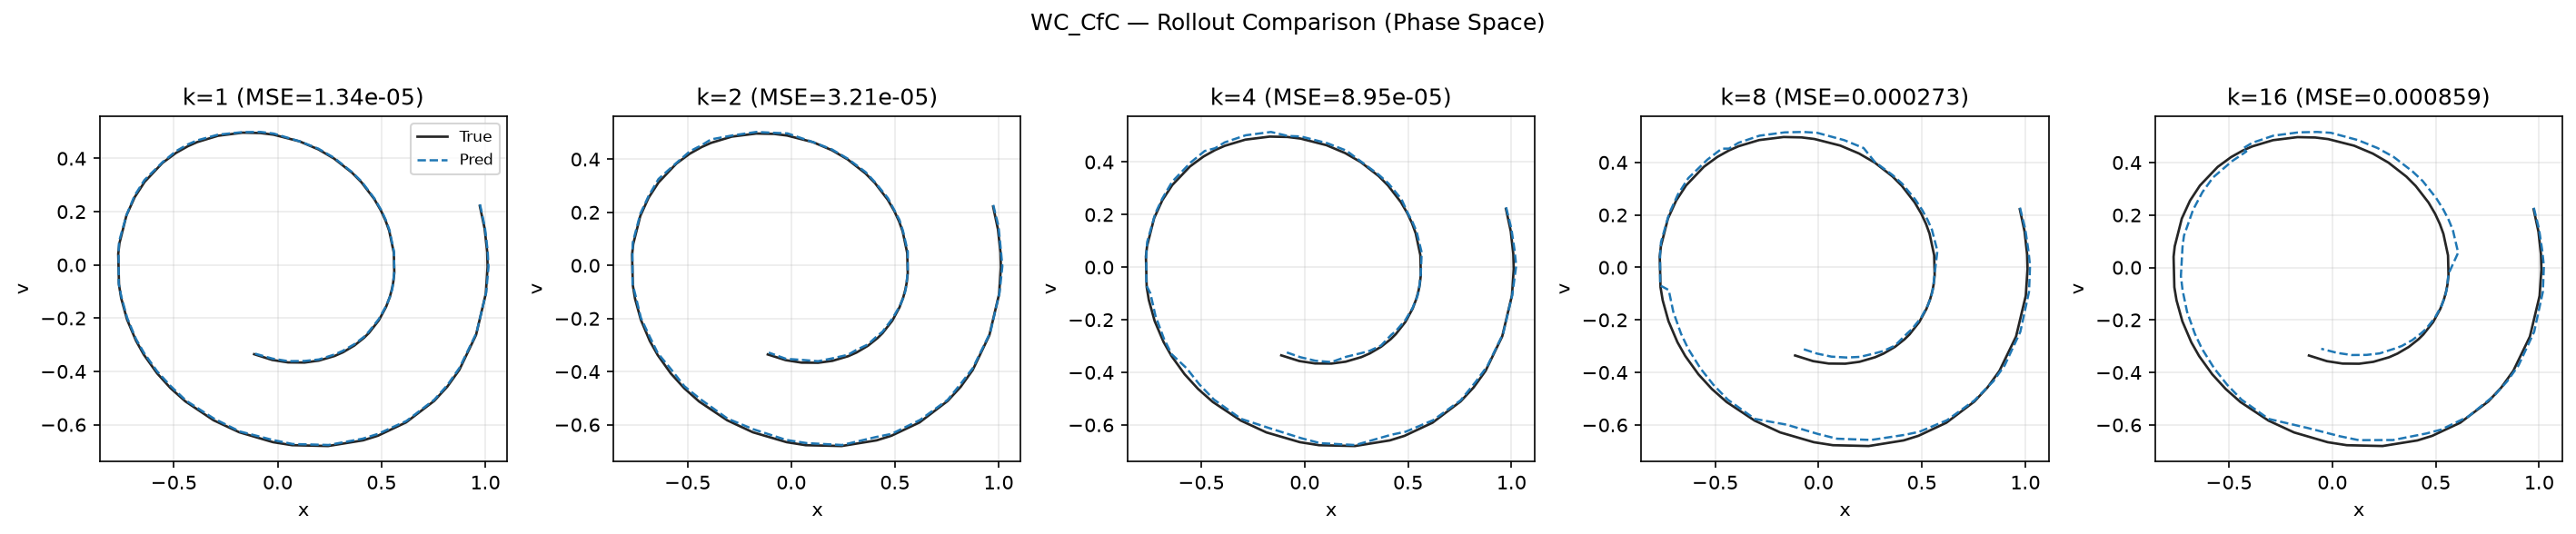 WC_CfC — Rollout Comparison (Phase Space)
k=1 (MSE=1.34e-05)
True
Pred
0.4
0.2
0.0
−0.2
−0.4
−0.6
v
−0.5
0.0
0.5
1.0
x
k=2 (MSE=3.21e-05)
0.4
0.2
0.0
−0.2
−0.4
−0.6
v
−0.5
0.0
0.5
1.0
x
k=4 (MSE=8.95e-05)
0.4
0.2
0.0
−0.2
−0.4
−0.6
v
−0.5
0.0
0.5
1.0
x
k=8 (MSE=0.000273)
0.4
0.2
0.0
−0.2
−0.4
−0.6
v
−0.5
0.0
0.5
1.0
x
k=16 (MSE=0.000859)
0.4
0.2
0.0
−0.2
−0.4
−0.6
v
−0.5
0.0
0.5
1.0
x